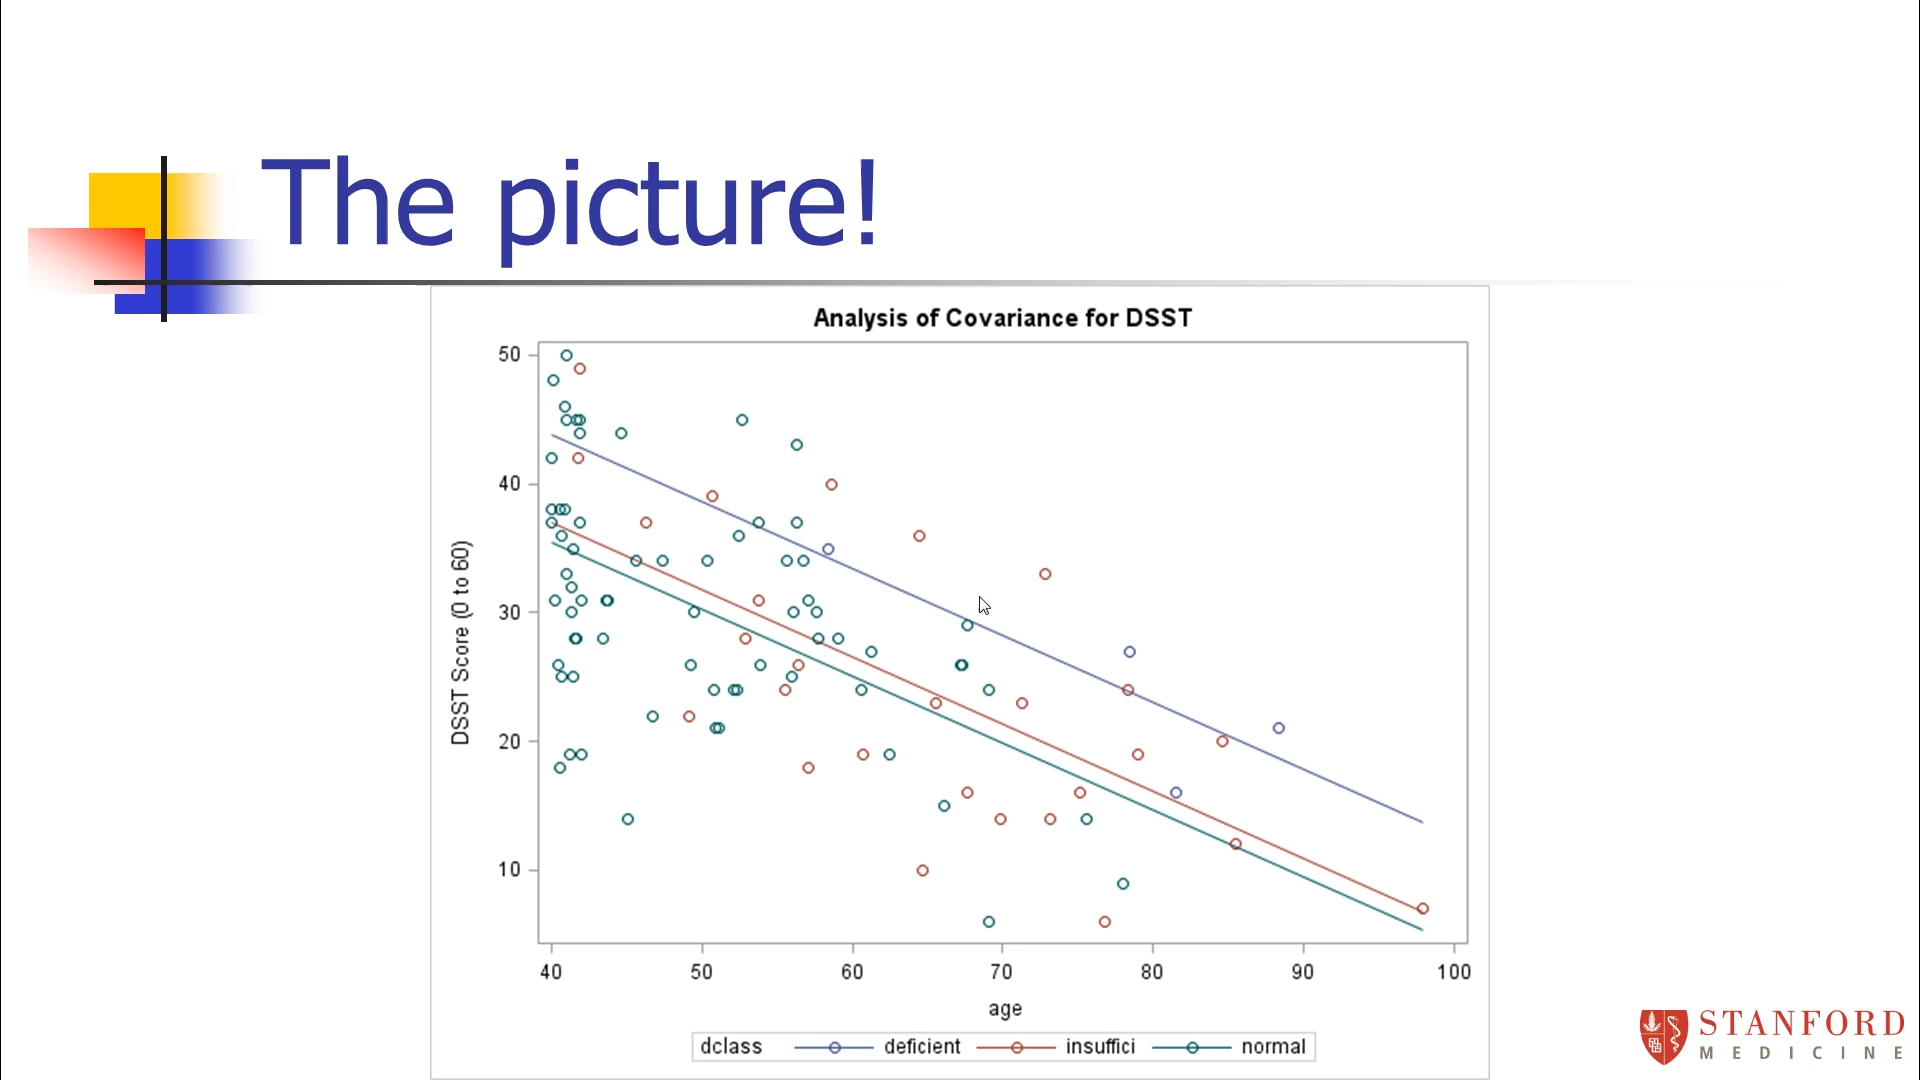 The picture!
Analysis of Covariance for DSST
50
40
30
20
10
DSST Score (0 to 60)
40 50 60 70 80 90 100
age
dclass deficient insuffici normal
STANFORD
MEDICINE